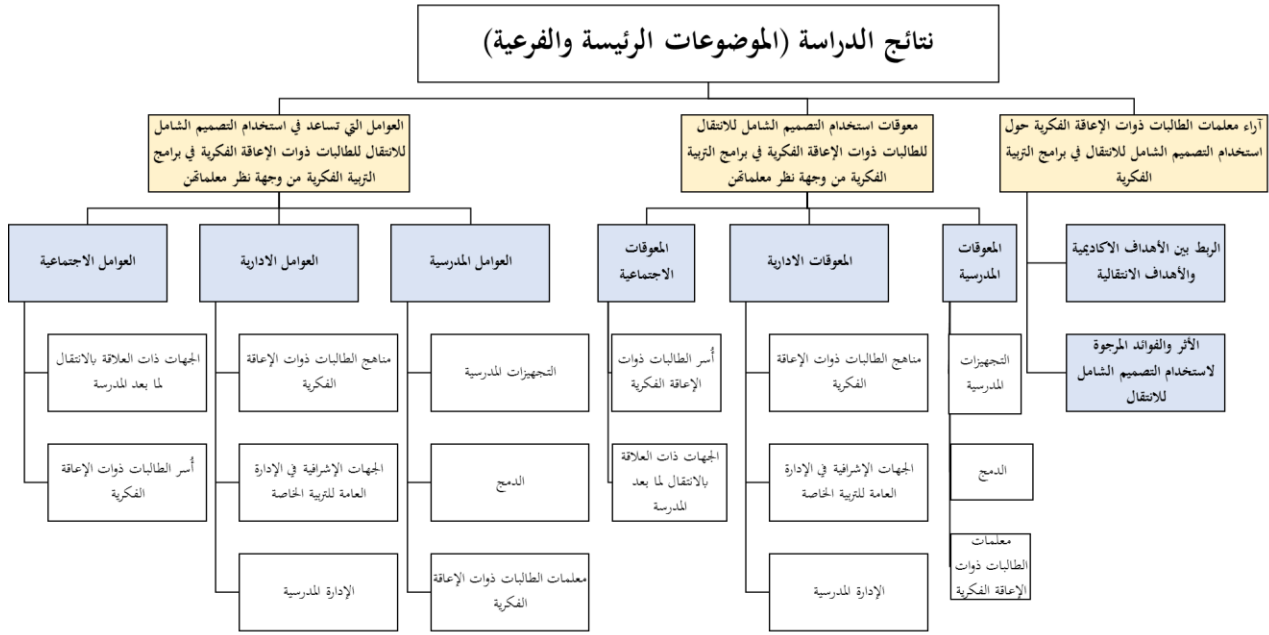 نتائج الدراسة (الموضوعات الرئيسة والفرعية)
آراء معلمات الطالبات ذوات الإعاقة الفكرية حول
استخدام التصميم الشامل للانتقال في برامج التربية
الفكرية
الربط بين الأهداف الاكاديمية
والأهداف الانتقالية
الأثر والفوائد المرجوة
لاستخدام التصميم الشامل
للانتقال
معوقات استخدام التصميم الشامل للانتقال
للطالبات ذوات الإعاقة الفكرية في برامج التربية
الفكرية من وجهة نظر معلماتهن
المعوقات
المدرسية
التجهيزات
المدرسية
الدمج
معلمات
الطالبات ذوات
الإعاقة الفكرية
المعوقات الادارية
مناهج الطالبات ذوات الإعاقة
الفكرية
الجهات الإشرافية في الإدارة
العامة للتربية الخاصة
الإدارة المدرسية
المعوقات
الاجتماعية
أُسر الطالبات ذوات
الإعاقة الفكرية
الجهات ذات العلاقة
بالانتقال لما بعد
المدرسة
العوامل التي تساعد في استخدام التصميم الشامل
للانتقال للطالبات ذوات الإعاقة الفكرية في برامج
التربية الفكرية من وجهة نظر معلماتهن
العوامل المدرسية
التجهيزات المدرسية
الدمج
معلمات الطالبات ذوات الإعاقة
الفكرية
العوامل الادارية
مناهج الطالبات ذوات الإعاقة
الفكرية
الجهات الإشرافية في الإدارة
العامة للتربية الخاصة
الإدارة المدرسية
العوامل الاجتماعية
الجهات ذات العلاقة بالانتقال
لما بعد المدرسة
أُسر الطالبات ذوات الإعاقة
الفكرية